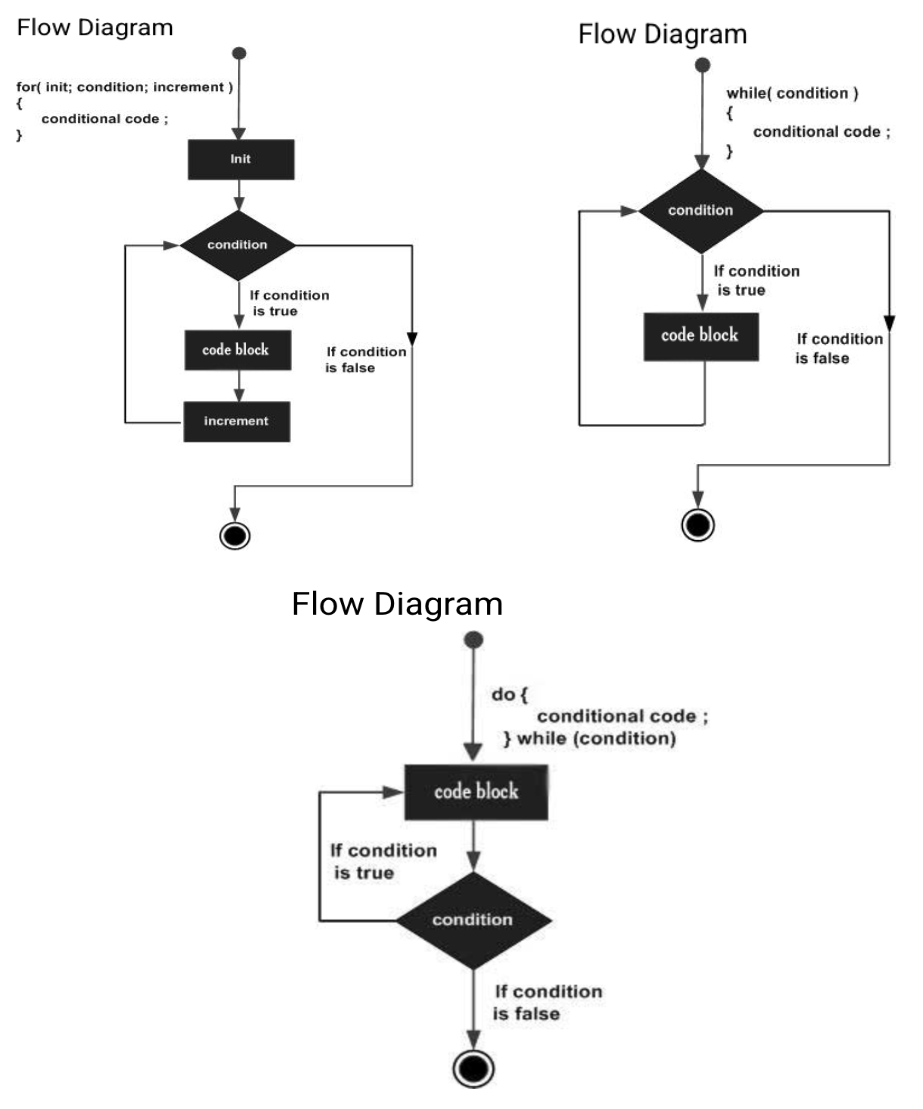 Flow Diagram
for( init; condition; increment )
{
conditional code ;
}
Init
condition
If condition
is true
code block
If condition
is false
increment
Flow Diagram
while( condition )
{
conditional code ;
}
condition
If condition
is true
code block
If condition
is false
Flow Diagram
do {
conditional code ;
} while (condition)
code block
If condition
is true
condition
If condition
is false